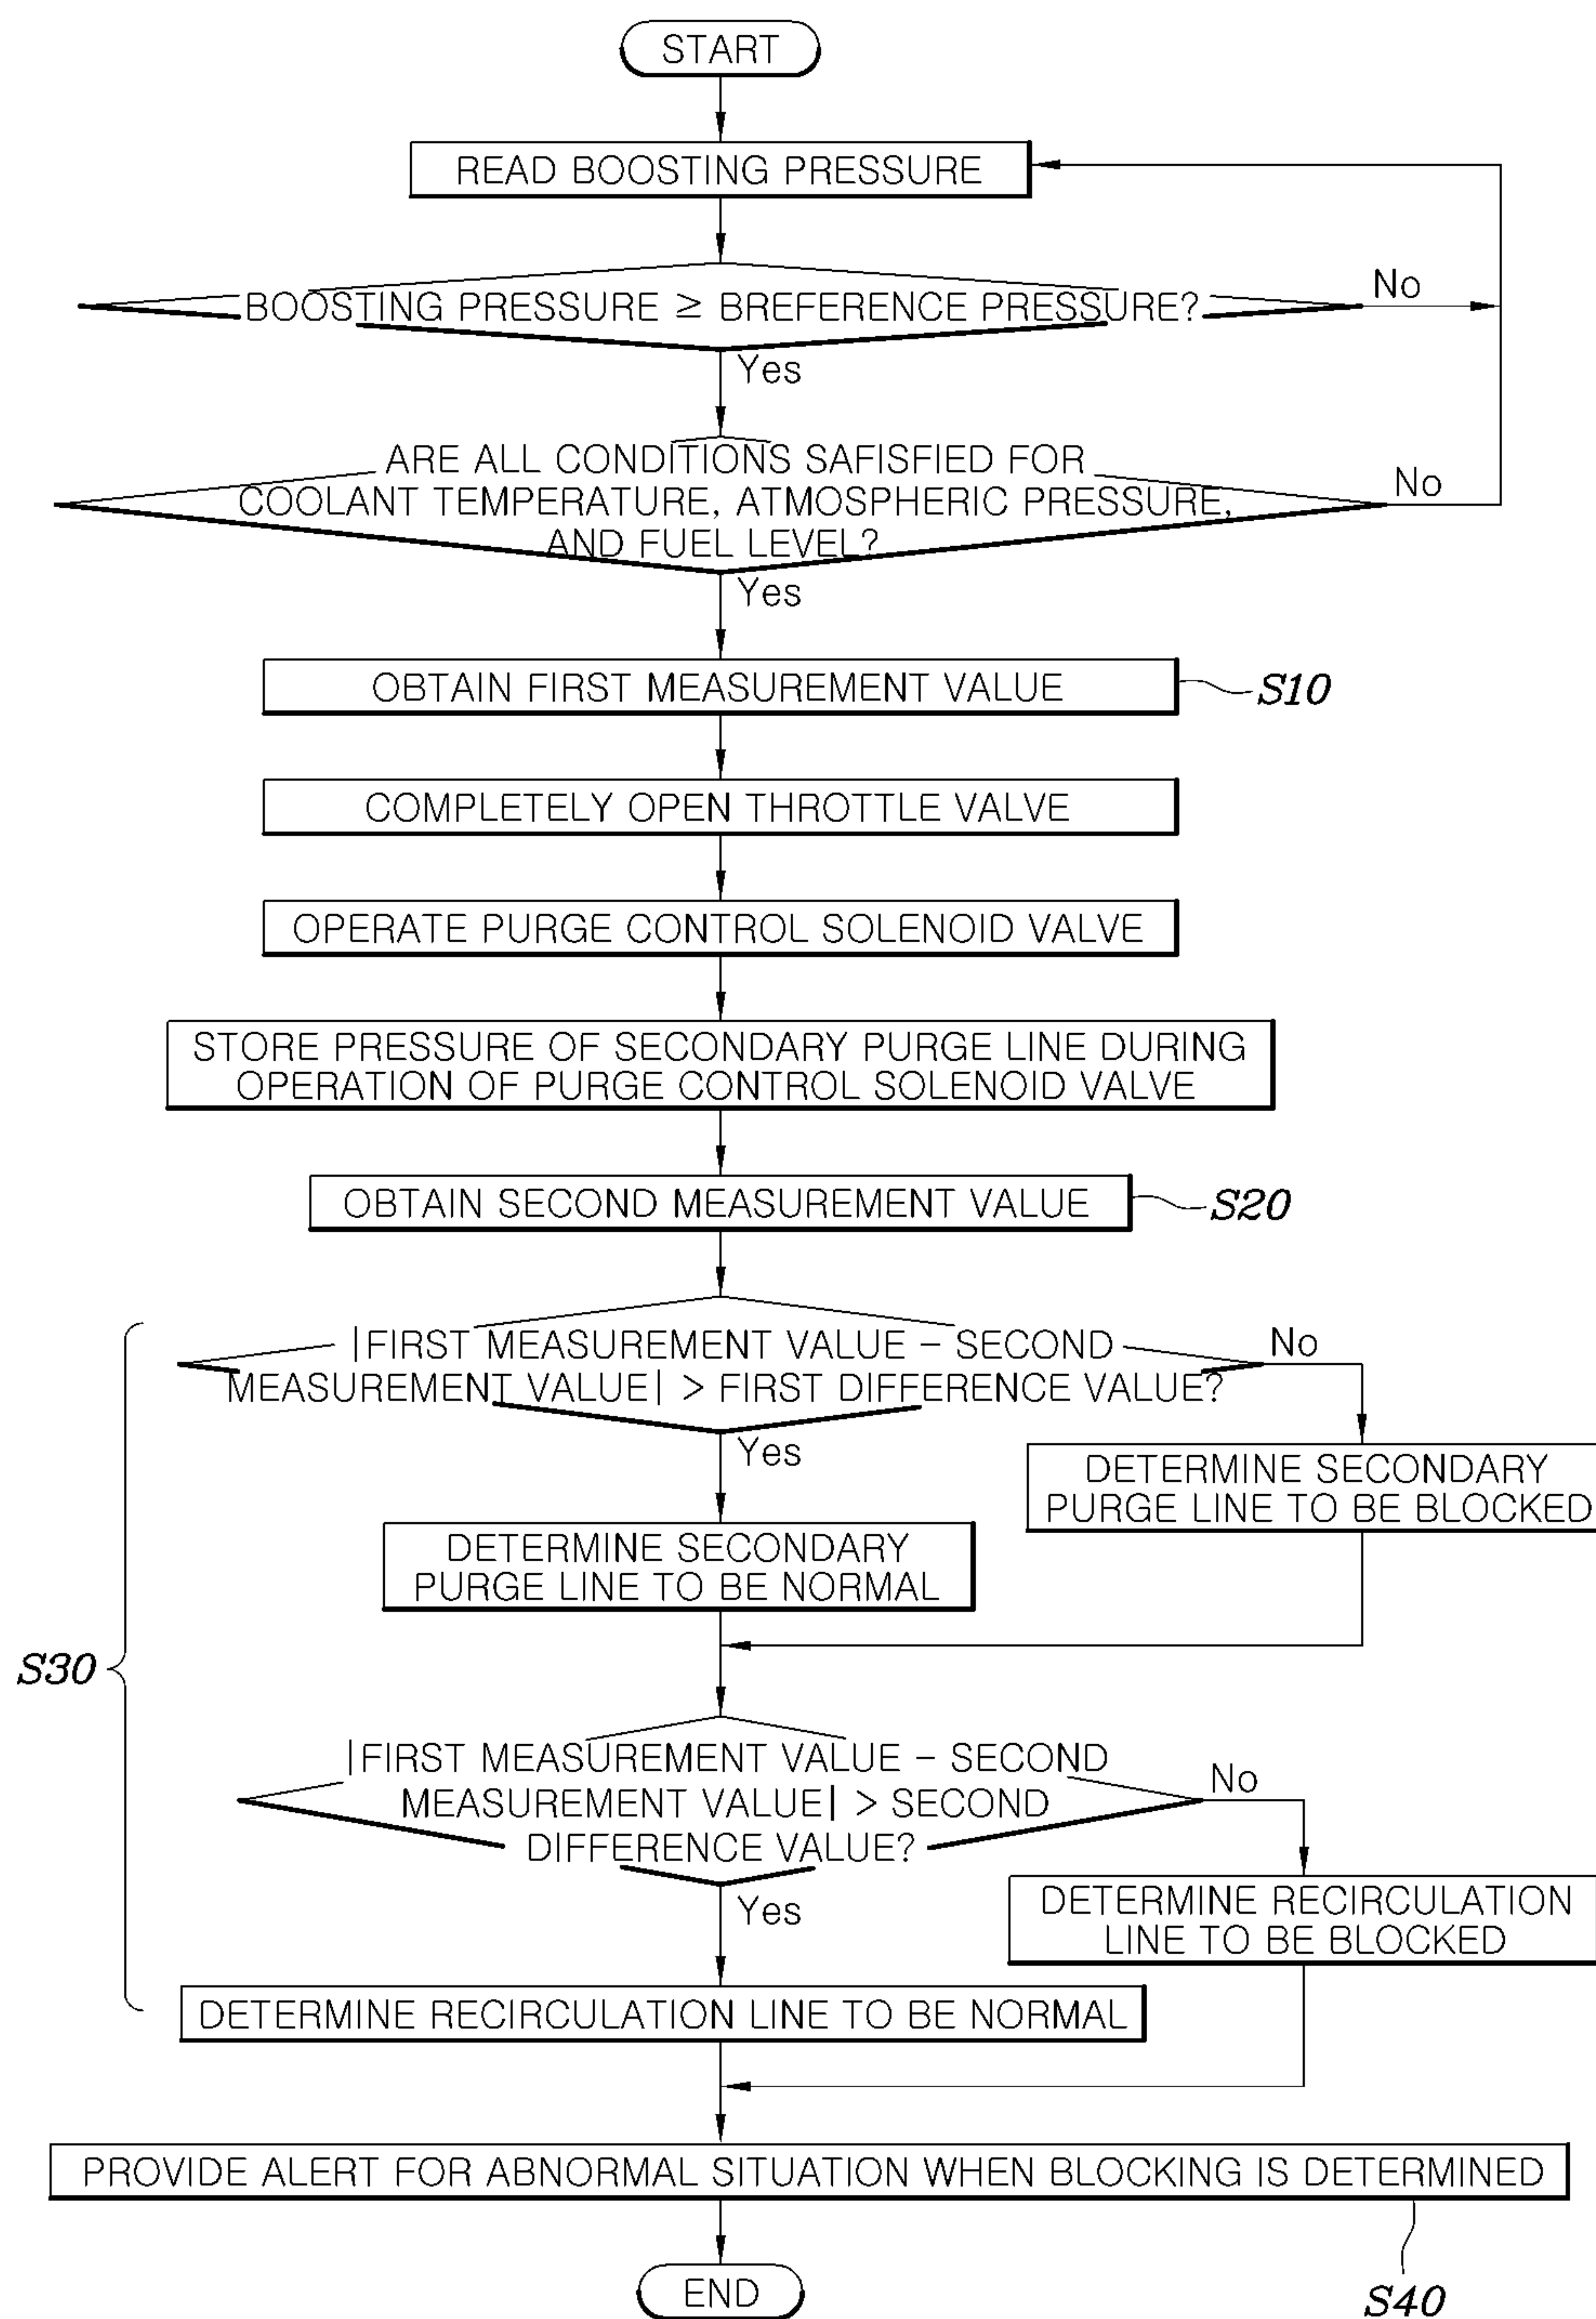 START
READ BOOSTING PRESSURE
BOOSTING PRESSURE ≥ BREFERENCE PRESSURE?
No
Yes
ARE ALL CONDITIONS SAFISFIED FOR
COOLANT TEMPERATURE, ATMOSPHERIC PRESSURE,
AND FUEL LEVEL?
No
Yes
OBTAIN FIRST MEASUREMENT VALUE
S10
COMPLETELY OPEN THROTTLE VALVE
OPERATE PURGE CONTROL SOLENOID VALVE
STORE PRESSURE OF SECONDARY PURGE LINE DURING
OPERATION OF PURGE CONTROL SOLENOID VALVE
OBTAIN SECOND MEASUREMENT VALUE
S20
|FIRST MEASUREMENT VALUE – SECOND
MEASUREMENT VALUE| > FIRST DIFFERENCE VALUE?
No
Yes
DETERMINE SECONDARY
PURGE LINE TO BE BLOCKED
DETERMINE SECONDARY
PURGE LINE TO BE NORMAL
S30
|FIRST MEASUREMENT VALUE – SECOND
MEASUREMENT VALUE| > SECOND
DIFFERENCE VALUE?
No
Yes
DETERMINE RECIRCULATION
LINE TO BE BLOCKED
DETERMINE RECIRCULATION LINE TO BE NORMAL
PROVIDE ALERT FOR ABNORMAL SITUATION WHEN BLOCKING IS DETERMINED
S40
END